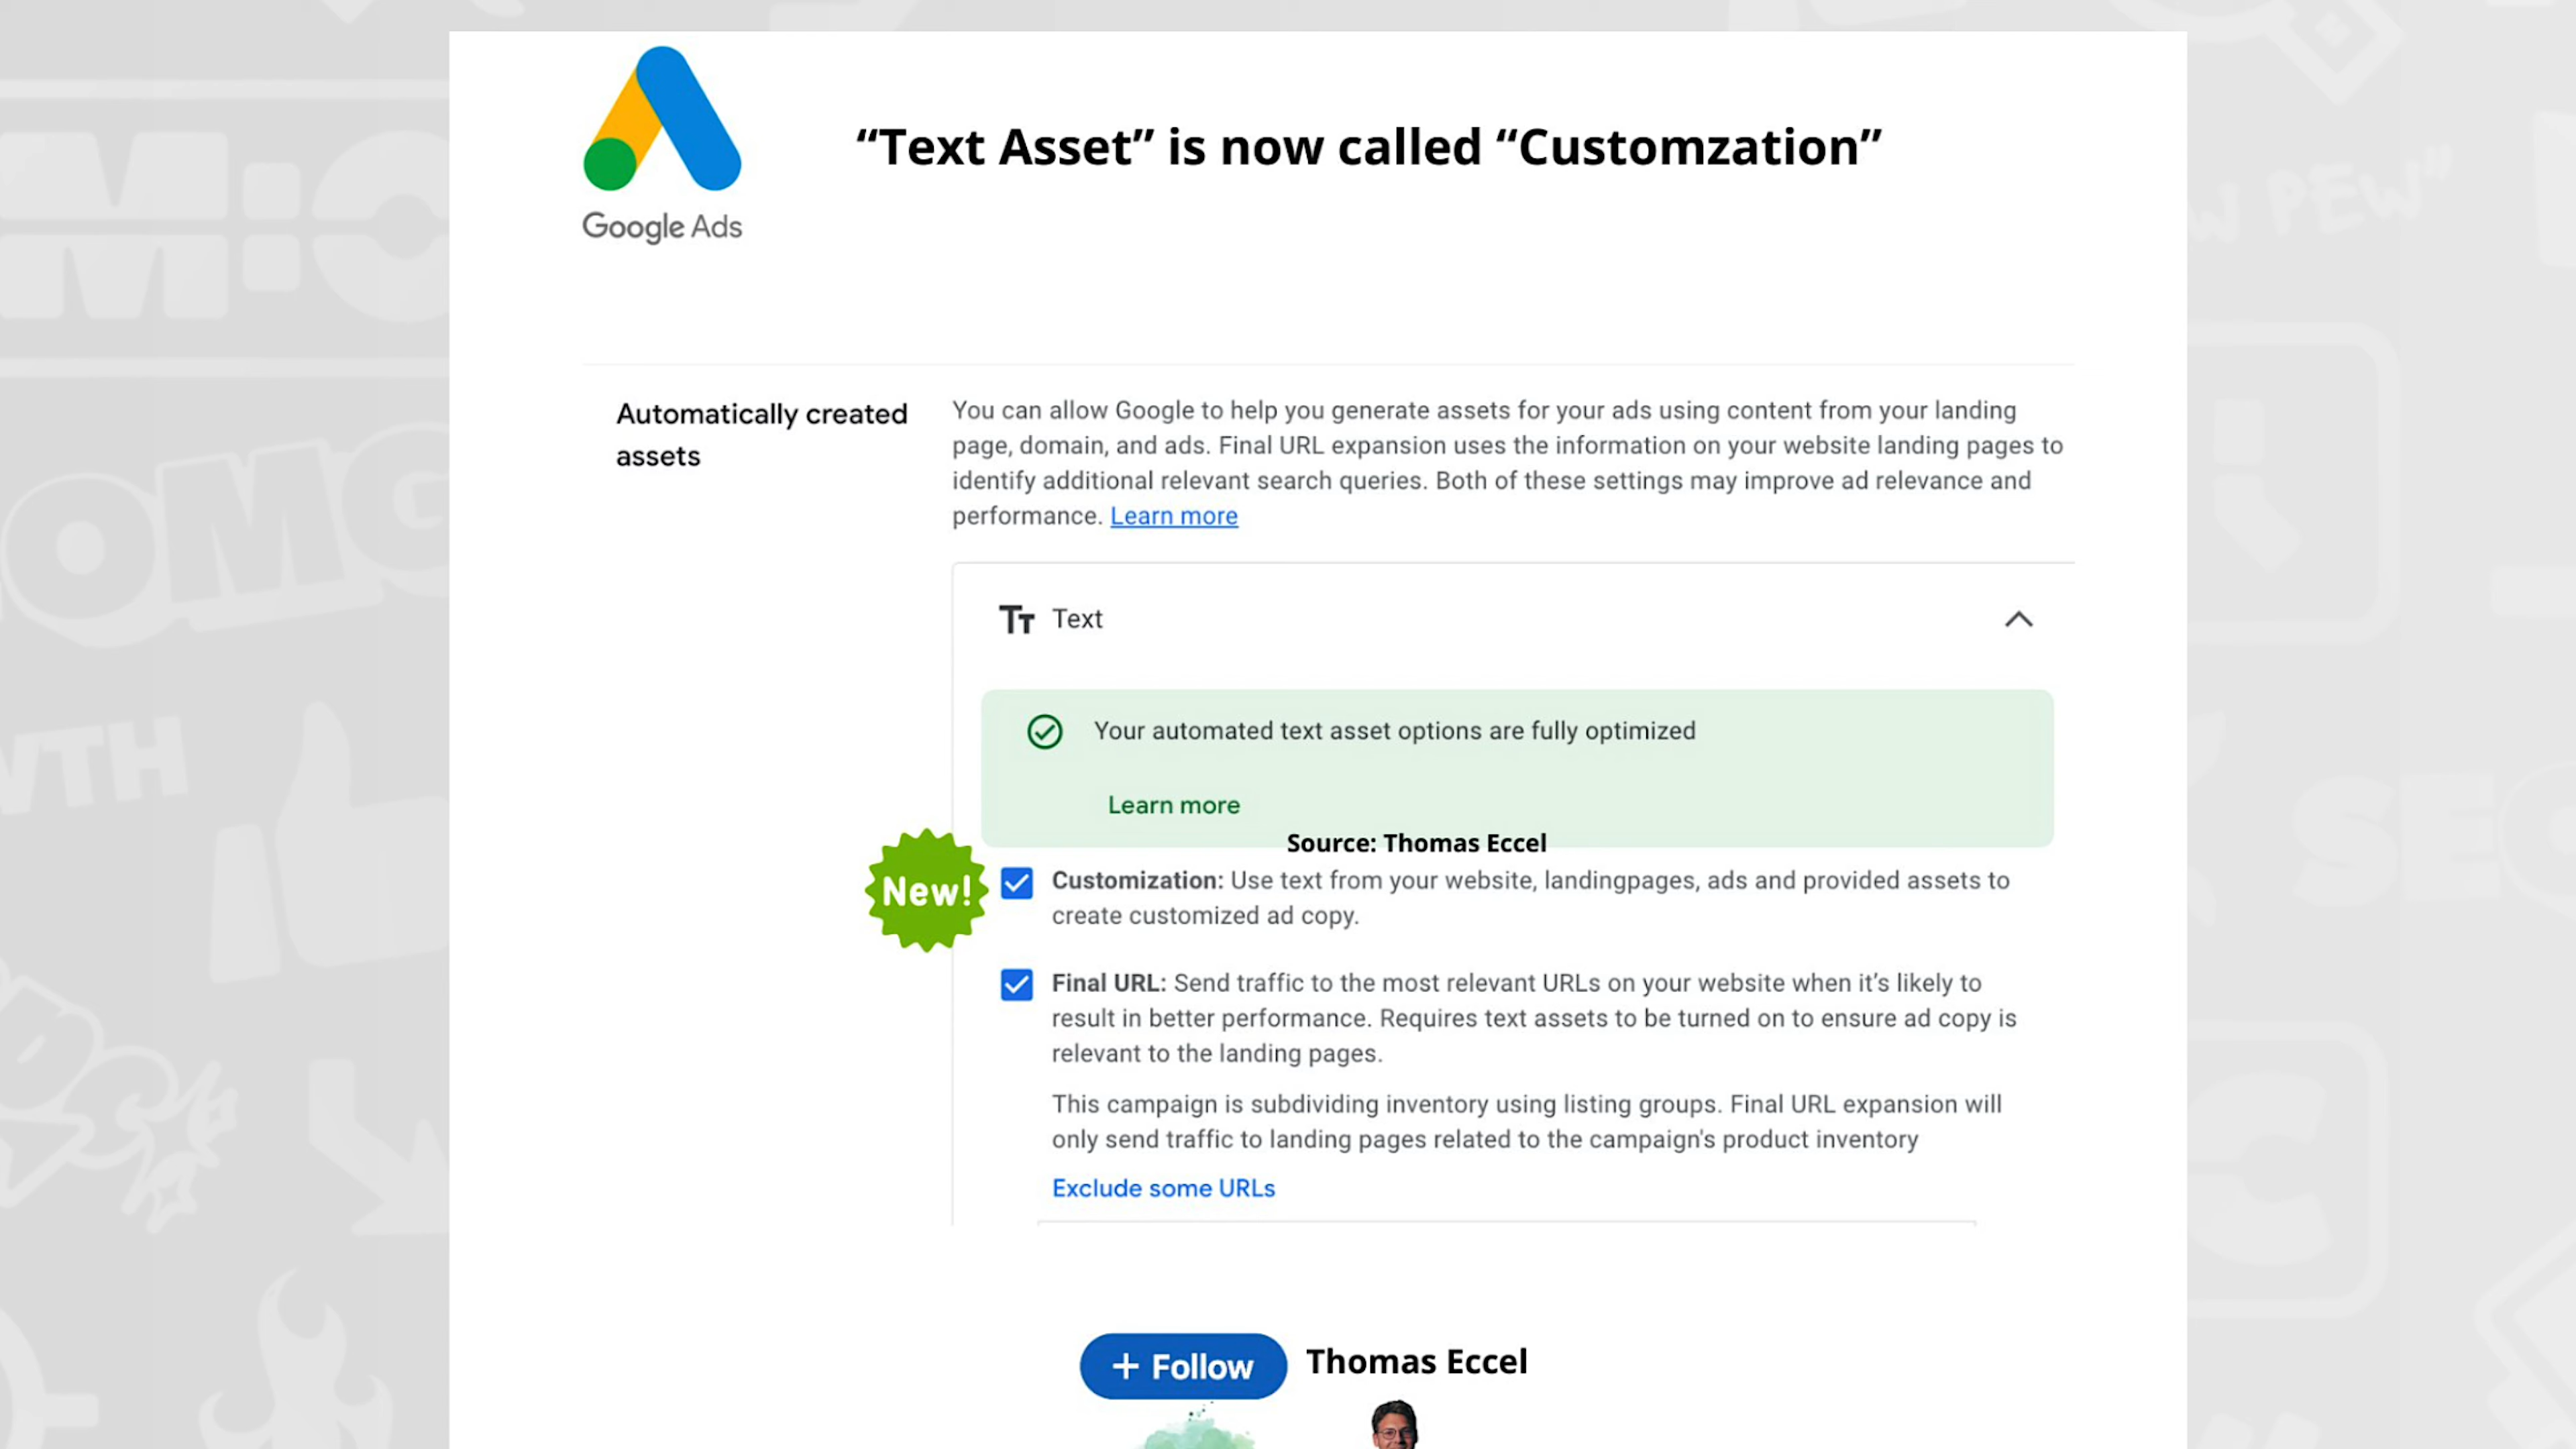 Google Ads
“Text Asset” is now called “Customzation”
Automatically created
assets
You can allow Google to help you generate assets for your ads using content from your landing
page, domain, and ads. Final URL expansion uses the information on your website landing pages to
identify additional relevant search queries. Both of these settings may improve ad relevance and
performance. Learn more
Tт Text
Your automated text asset options are fully optimized
Learn more
Source: Thomas Eccel
New!
Customization: Use text from your website, landingpages, ads and provided assets to
create customized ad copy.
Final URL: Send traffic to the most relevant URLs on your website when it’s likely to
result in better performance. Requires text assets to be turned on to ensure ad copy is
relevant to the landing pages.
This campaign is subdividing inventory using listing groups. Final URL expansion will
only send traffic to landing pages related to the campaign's product inventory
Exclude some URLs
+ Follow Thomas Eccel
OMG
PEW”